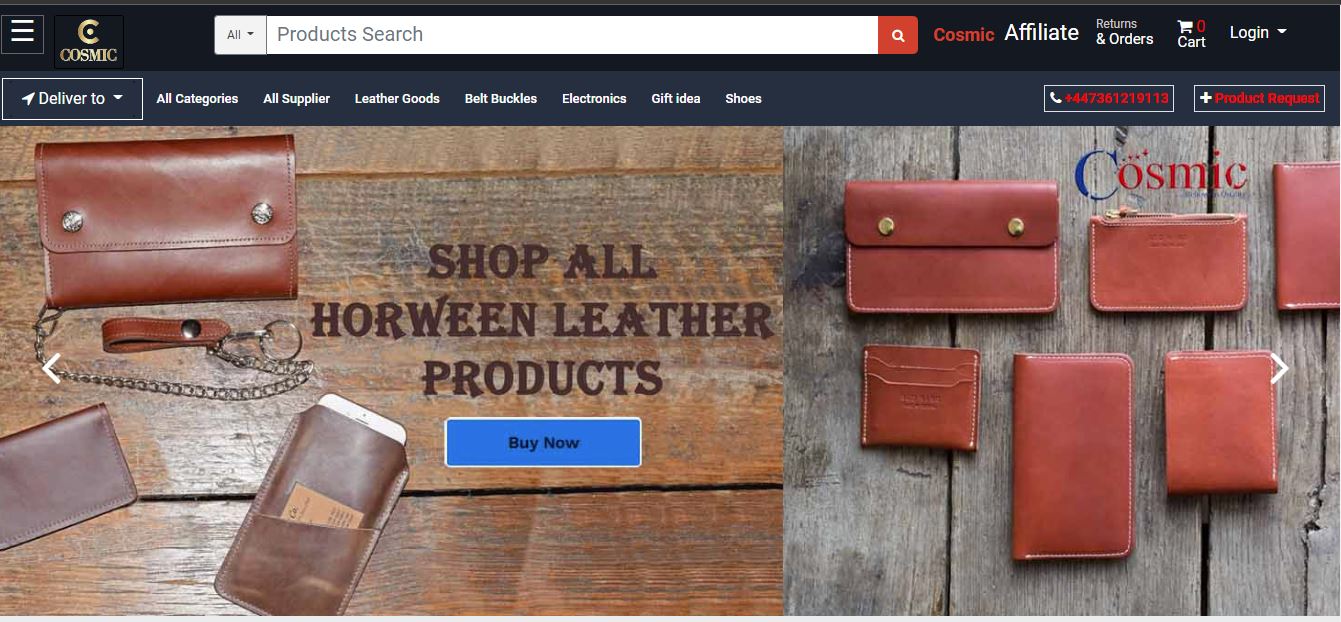 COSMIC
All
Products Search
Cosmic Affiliate
Returns
& Orders
0
Cart
Login
Deliver to
All Categories
All Supplier
Leather Goods
Belt Buckles
Electronics
Gift idea
Shoes
+447361219113
Product Request
SHOP ALL
HORWEEN LEATHER
PRODUCTS
Buy Now
Co.
Cosmic